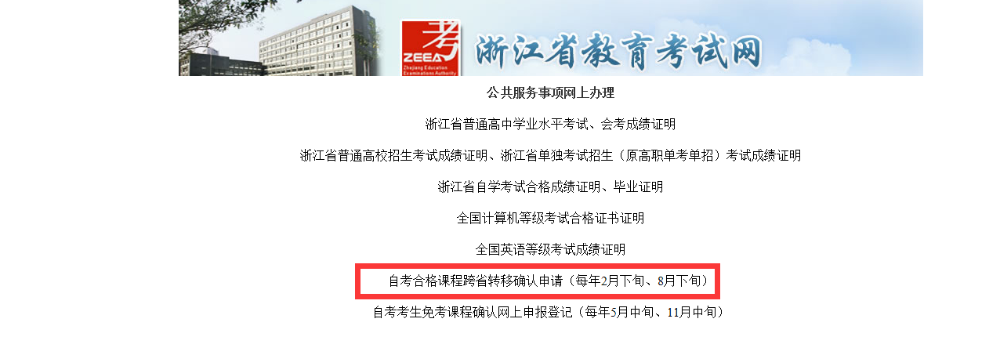 考
ZEEA
Zhejiang Education
Examinations Authority
浙江省教育考试网
公共服务事项网上办理
浙江省普通高中学业水平考试、会考成绩证明
浙江省普通高校招生考试成绩证明、浙江省单独考试招生（原高职单考单招）考试成绩证明
浙江省自学考试合格成绩证明、毕业证明
全国计算机等级考试合格证书证明
全国英语等级考试成绩证明
自考合格课程跨省转移确认申请（每年2月下旬、8月下旬）
自考考生免考课程确认网上申报登记（每年5月中旬、11月中旬）